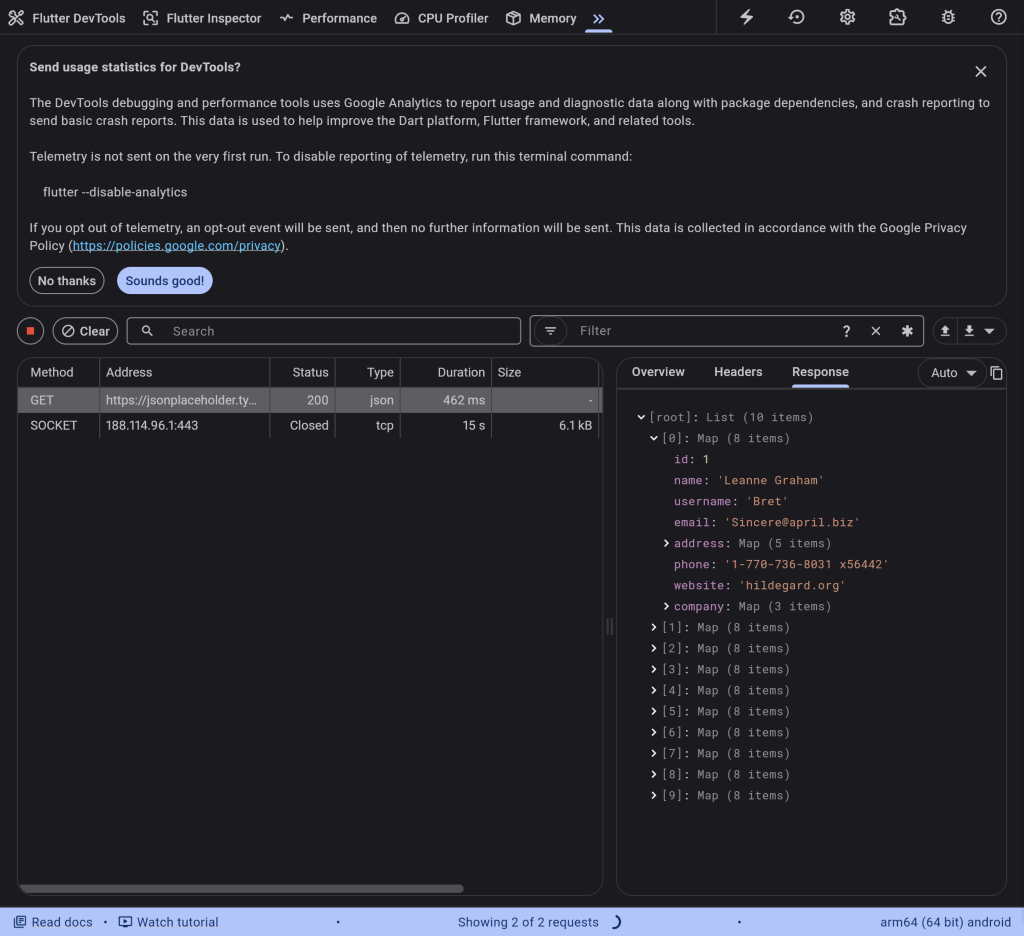 Flutter DevTools Flutter Inspector Performance CPU Profiler Memory
Send usage statistics for DevTools?
The DevTools debugging and performance tools uses Google Analytics to report usage and diagnostic data along with package dependencies, and crash reporting to
send basic crash reports. This data is used to help improve the Dart platform, Flutter framework, and related tools.
Telemetry is not sent on the very first run. To disable reporting of telemetry, run this terminal command:
flutter --disable-analytics
If you opt out of telemetry, an opt-out event will be sent, and then no further information will be sent. This data is collected in accordance with the Google Privacy
Policy (https://policies.google.com/privacy).
No thanks Sounds good!
Clear Search Filter ? ✕ ✱
Method Address Status Type Duration Size
GET https://jsonplaceholder.ty... 200 json 462 ms -
SOCKET 188.114.96.1:443 Closed tcp 15 s 6.1 kB
Overview Headers Response Auto
[root]: List (10 items)
[0]: Map (8 items)
id: 1
name: 'Leanne Graham'
username: 'Bret'
email: 'Sincere@april.biz'
address: Map (5 items)
phone: '1-770-736-8031 x56442'
website: 'hildegard.org'
company: Map (3 items)
[1]: Map (8 items)
[2]: Map (8 items)
[3]: Map (8 items)
[4]: Map (8 items)
[5]: Map (8 items)
[6]: Map (8 items)
[7]: Map (8 items)
[8]: Map (8 items)
[9]: Map (8 items)
Read docs • Watch tutorial • Showing 2 of 2 requests • arm64 (64 bit) android